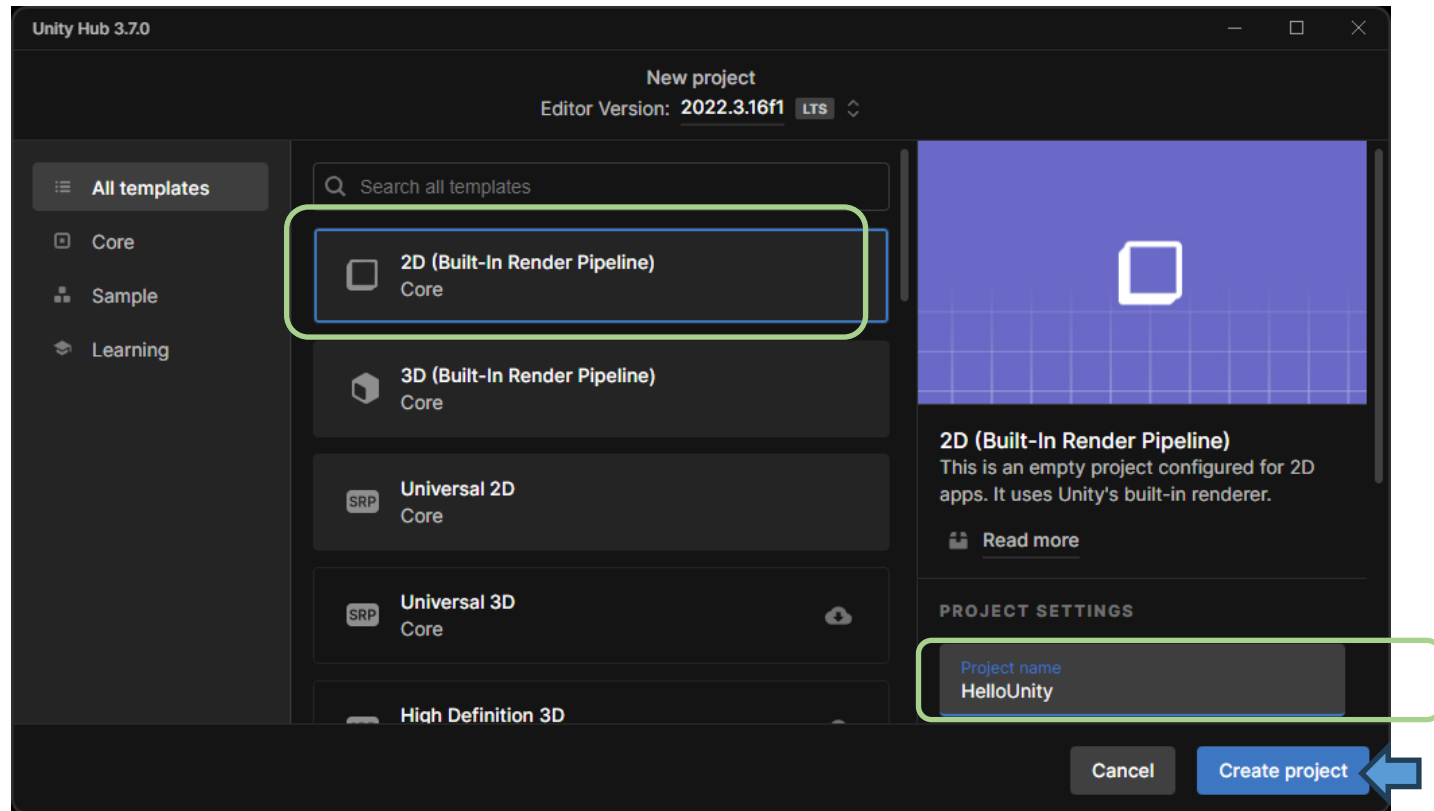 Unity Hub 3.7.0
New project
Editor Version: 2022.3.16f1 LTS
All templates
Core
Sample
Learning
Search all templates
2D (Built-In Render Pipeline)
Core
3D (Built-In Render Pipeline)
Core
SRP
Universal 2D
Core
SRP
Universal 3D
Core
High Definition 3D
2D (Built-In Render Pipeline)
This is an empty project configured for 2D
apps. It uses Unity's built-in renderer.
Read more
PROJECT SETTINGS
Project name
HelloUnity
Cancel
Create project